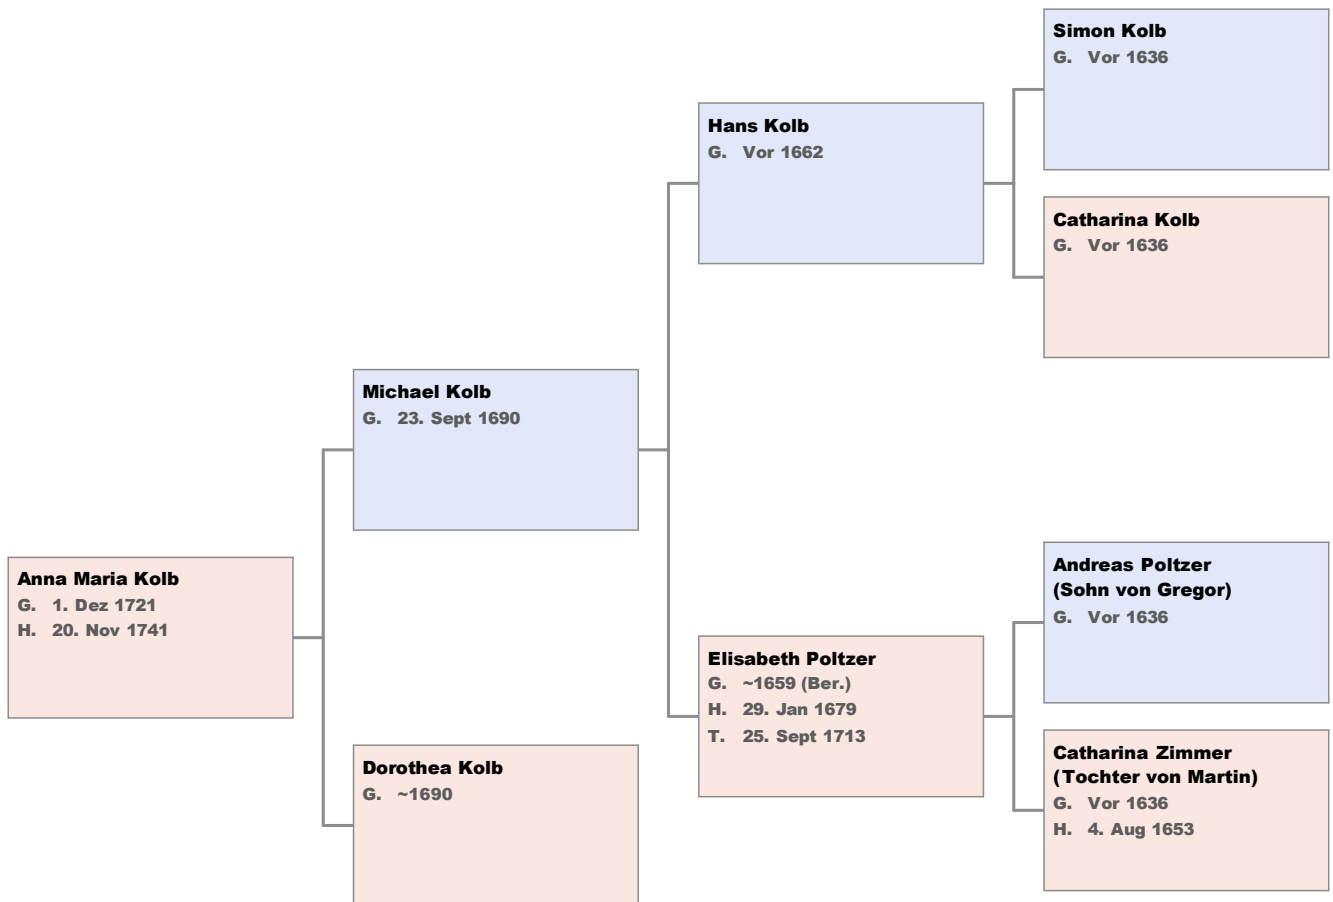 Simon Kolb
G. Vor 1636
Hans Kolb
G. Vor 1662
Catharina Kolb
G. Vor 1636
Michael Kolb
G. 23. Sept 1690
Anna Maria Kolb
G. 1. Dez 1721
H. 20. Nov 1741
Andreas Poltzer
(Sohn von Gregor)
G. Vor 1636
Elisabeth Poltzer
G. ~1659 (Ber.)
H. 29. Jan 1679
T. 25. Sept 1713
Catharina Zimmer
(Tochter von Martin)
G. Vor 1636
H. 4. Aug 1653
Dorothea Kolb
G. ~1690